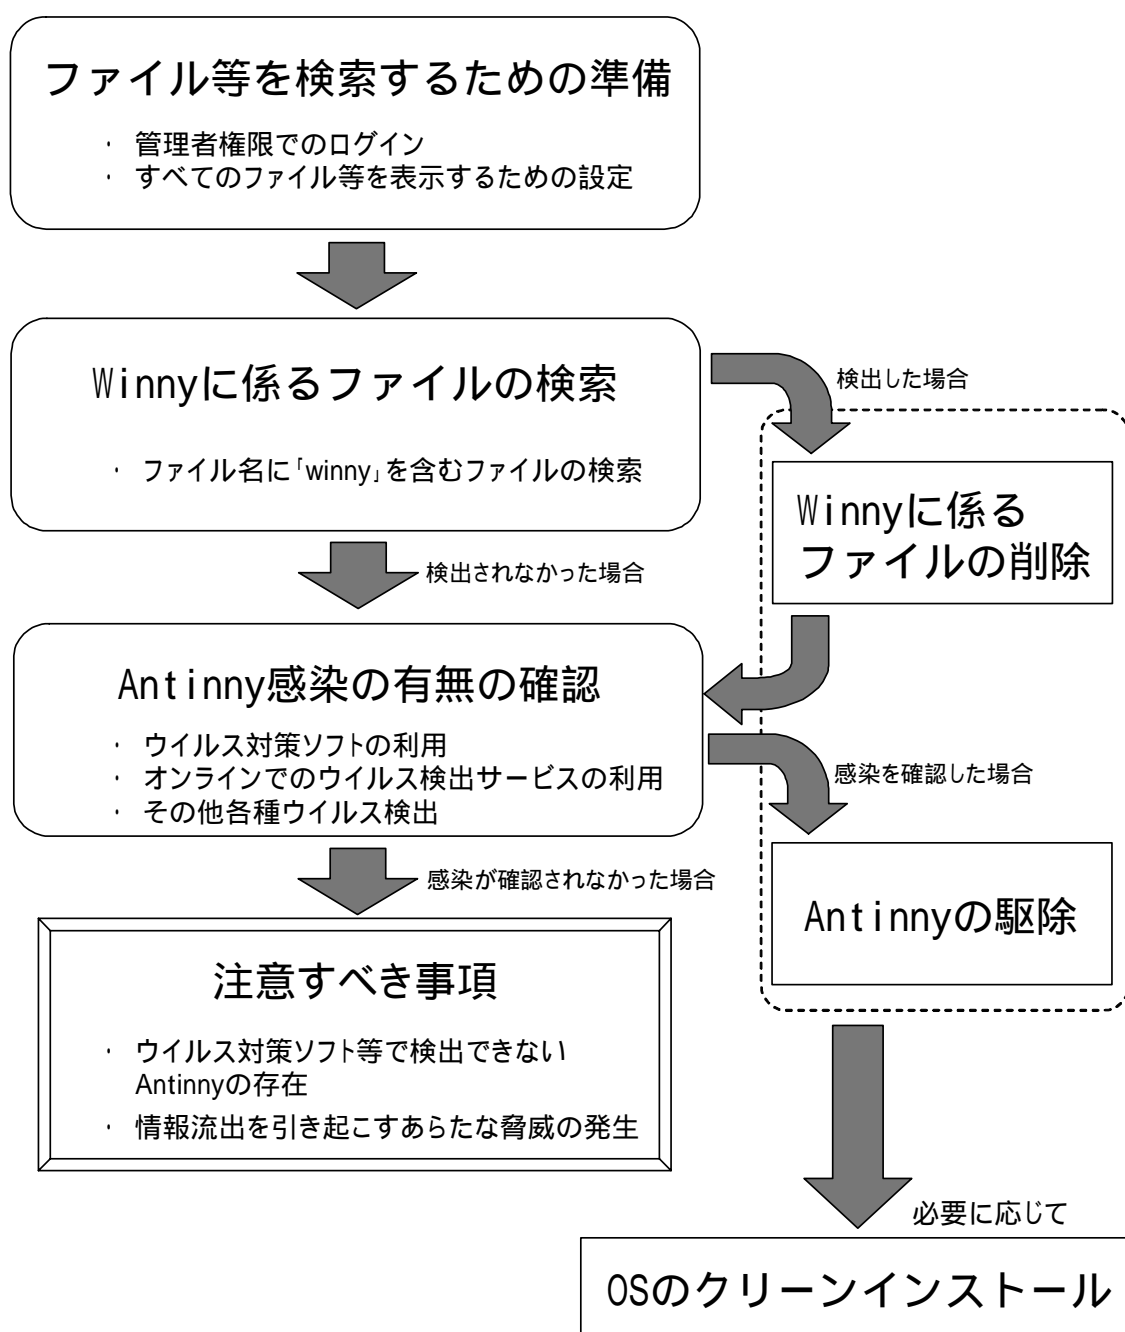 ファイル等を検索するための準備
・ 管理者権限でのログイン
・ すべてのファイル等を表示するための設定
Winnyに係るファイルの検索
・ ファイル名に「winny」を含むファイルの検索
検出した場合
Winnyに係る
ファイルの削除
検出されなかった場合
Antinny感染の有無の確認
・ ウイルス対策ソフトの利用
・ オンラインでのウイルス検出サービスの利用
・ その他各種ウイルス検出
感染を確認した場合
Antinnyの駆除
感染が確認されなかった場合
注意すべき事項
・ ウイルス対策ソフト等で検出できない
Antinnyの存在
・ 情報流出を引き起こすあらたな脅威の発生
必要に応じて
OSのクリーンインストール